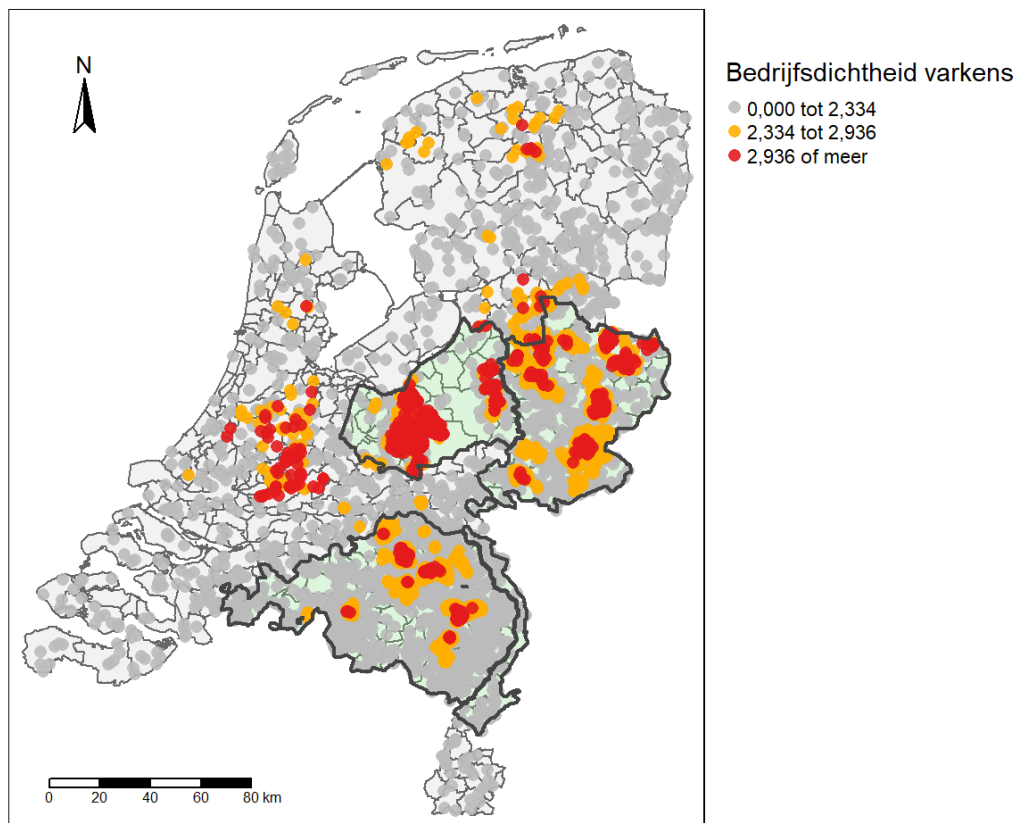 N
Bedrijfsdichtheid varkens
0,000 tot 2,334
2,334 tot 2,936
2,936 of meer
0 20 40 60 80 km